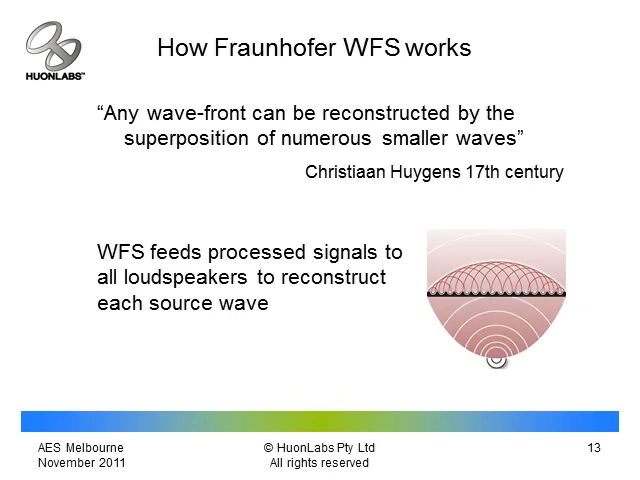 HUONLABS™
How Fraunhofer WFS works
“Any wave-front can be reconstructed by the
superposition of numerous smaller waves”
Christiaan Huygens 17th century
WFS feeds processed signals to
all loudspeakers to reconstruct
each source wave
AES Melbourne
November 2011
© HuonLabs Pty Ltd
All rights reserved
13